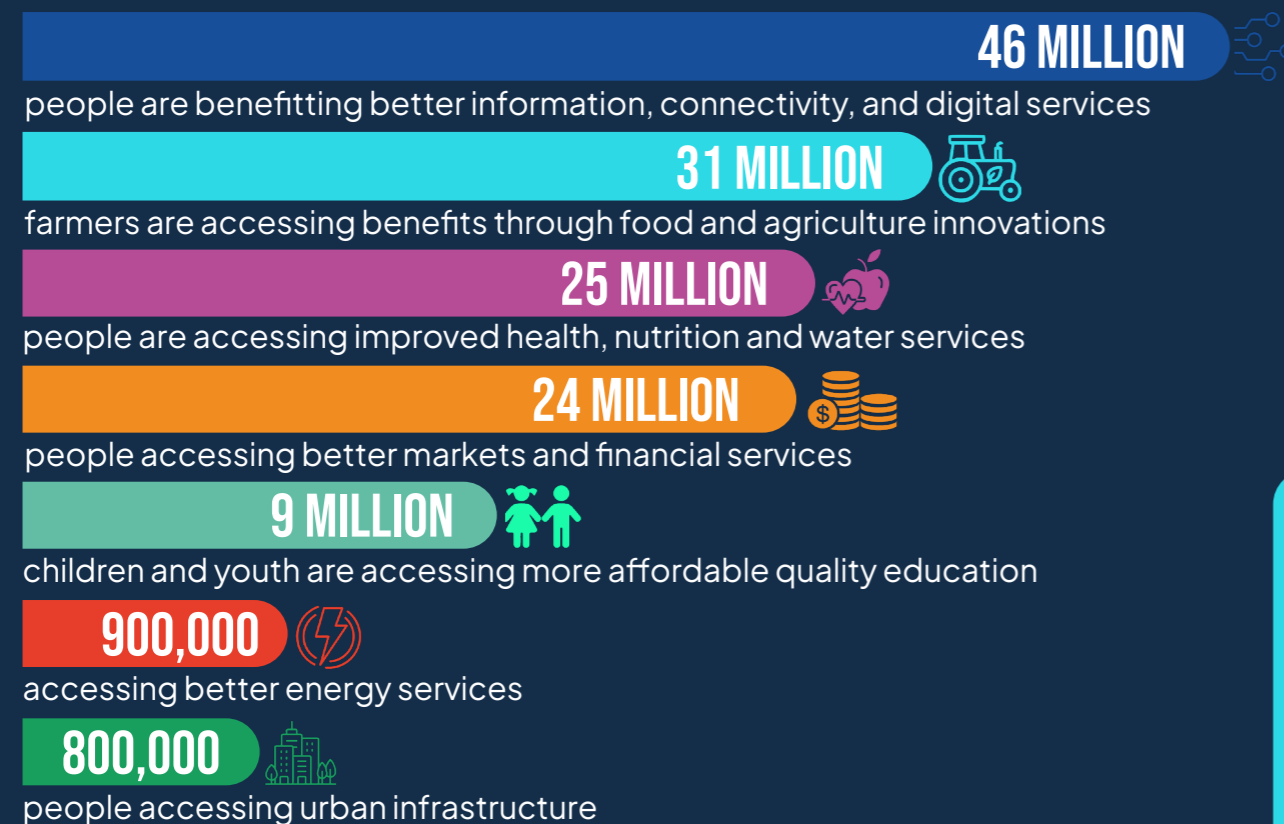 46 MILLION
people are benefitting better information, connectivity, and digital services
31 MILLION
farmers are accessing benefits through food and agriculture innovations
25 MILLION
people are accessing improved health, nutrition and water services
24 MILLION
$
people accessing better markets and financial services
9 MILLION
children and youth are accessing more affordable quality education
900,000
accessing better energy services
800,000
people accessing urban infrastructure